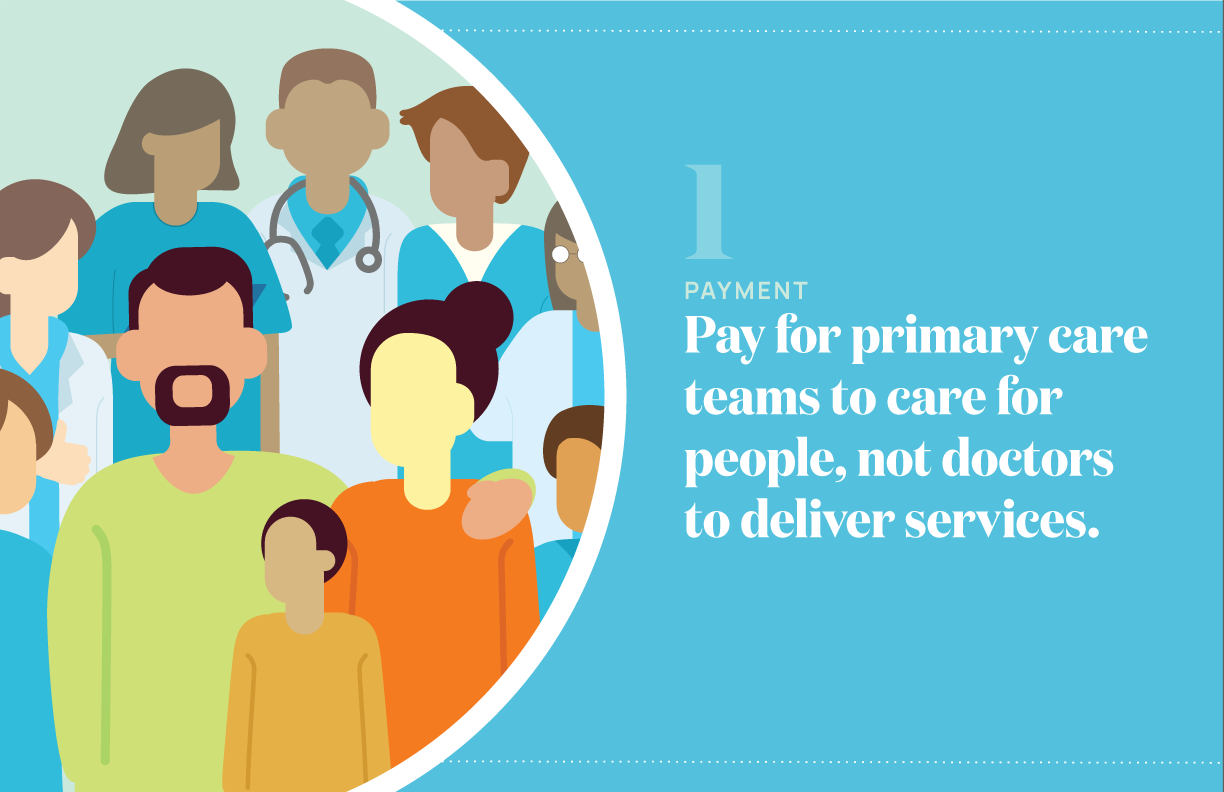 1
PAYMENT
Pay for primary care
teams to care for
people, not doctors
to deliver services.